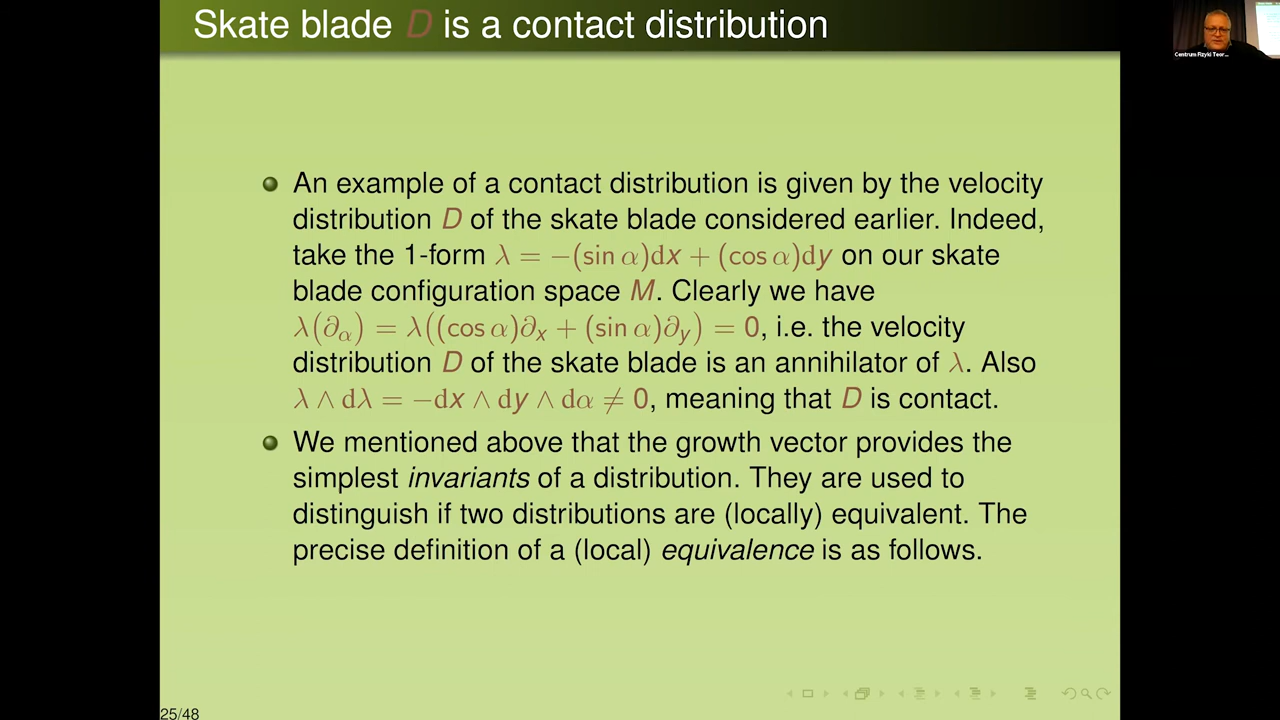 Skate blade D is a contact distribution
Centrum Fizyki Teor...
An example of a contact distribution is given by the velocity
distribution D of the skate blade considered earlier. Indeed,
take the 1-form λ = −(sin α)dx + (cos α)dy on our skate
blade configuration space M. Clearly we have
λ(∂α) = λ((cos α)∂x + (sin α)∂y) = 0, i.e. the velocity
distribution D of the skate blade is an annihilator of λ. Also
λ ∧ dλ = −dx ∧ dy ∧ dα ≠ 0, meaning that D is contact.
We mentioned above that the growth vector provides the
simplest invariants of a distribution. They are used to
distinguish if two distributions are (locally) equivalent. The
precise definition of a (local) equivalence is as follows.
25/48